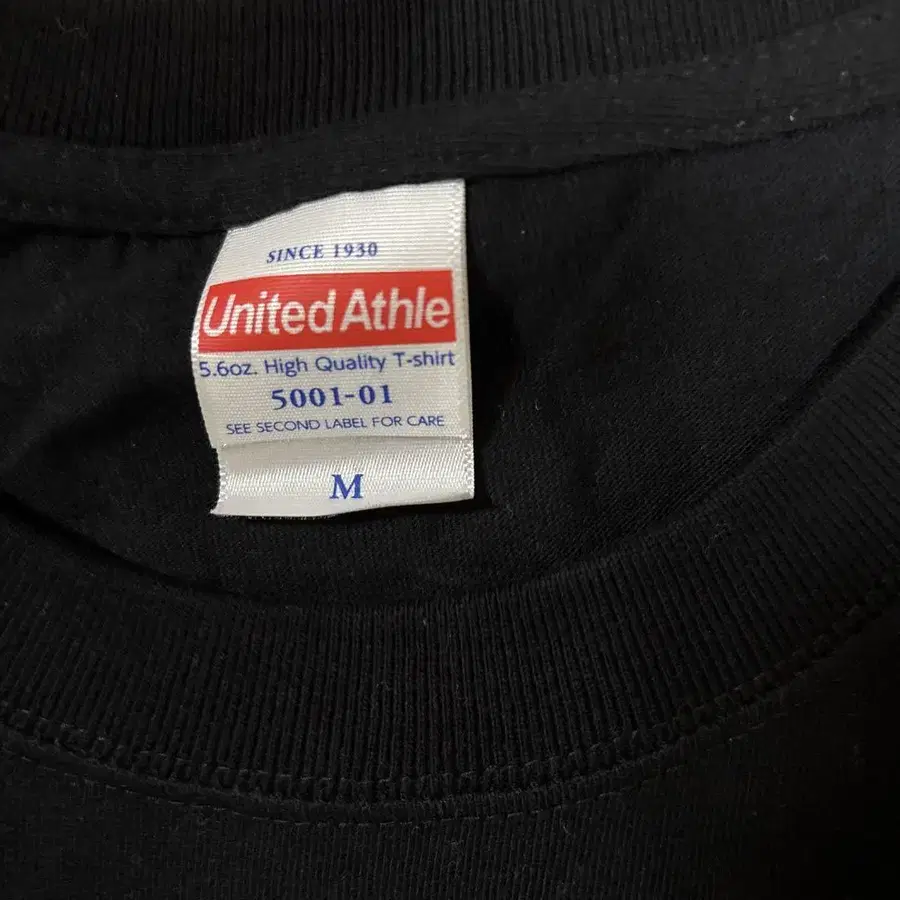 SINCE 1930
United Athle
5.6oz. High Quality T-shirt
5001-01
SEE SECOND LABEL FOR CARE
M